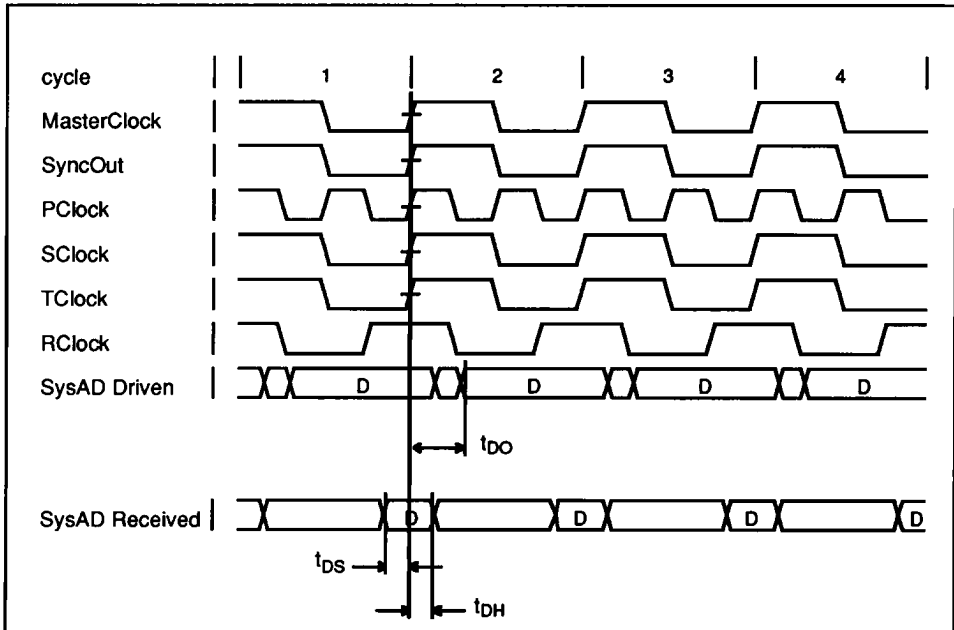 cycle 1 2 3 4
MasterClock
SyncOut
PClock
SClock
TClock
RClock
SysAD Driven D D D D
tDO
SysAD Received D D D D
tDS
tDH